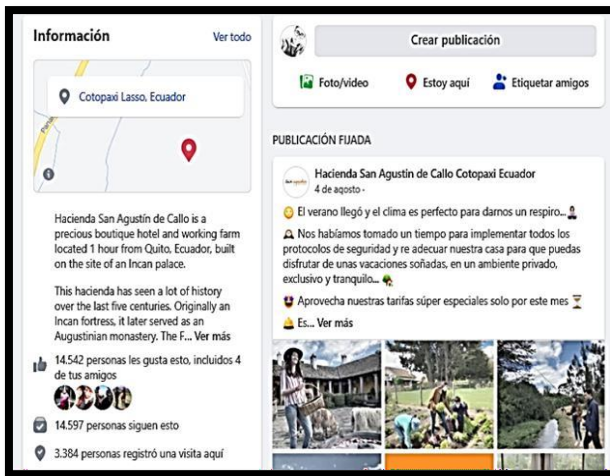 Información
Ver todo
Cotopaxi Lasso, Ecuador
Hacienda San Agustín de Callo is a
precious boutique hotel and working farm
located 1 hour from Quito, Ecuador, built
on the site of an Incan palace.
This hacienda has seen a lot of history
over the last five centuries. Originally an
Incan fortress, it later served as an
Augustinian monastery. The F... Ver más
14.542 personas les gusta esto, incluidos 4
de tus amigos
14.597 personas siguen esto
3.384 personas registró una visita aquí
Crear publicación
Foto/video
Estoy aquí
Etiquetar amigos
PUBLICACIÓN FIJADA
Hacienda San Agustín de Callo Cotopaxi Ecuador
4 de agosto ·
El verano llegó y el clima es perfecto para darnos un respiro...
Nos habíamos tomado un tiempo para implementar todos los
protocolos de seguridad y re adecuar nuestra casa para que puedas
disfrutar de unas vacaciones soñadas, en un ambiente privado,
exclusivo y tranquilo...
Aprovecha nuestras tarifas súper especiales solo por este mes
Es... Ver más